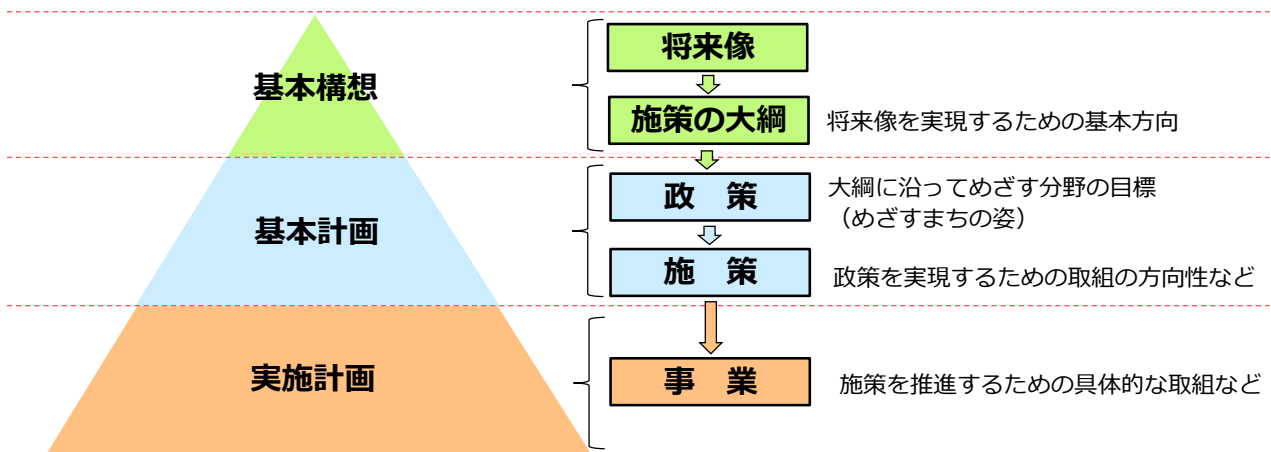 将来像
基本構想
施策の大綱
将来像を実現するための基本方向
政　策
大綱に沿ってめざす分野の目標
（めざすまちの姿）
基本計画
施　策
政策を実現するための取組の方向性など
実施計画
事　業
施策を推進するための具体的な取組など